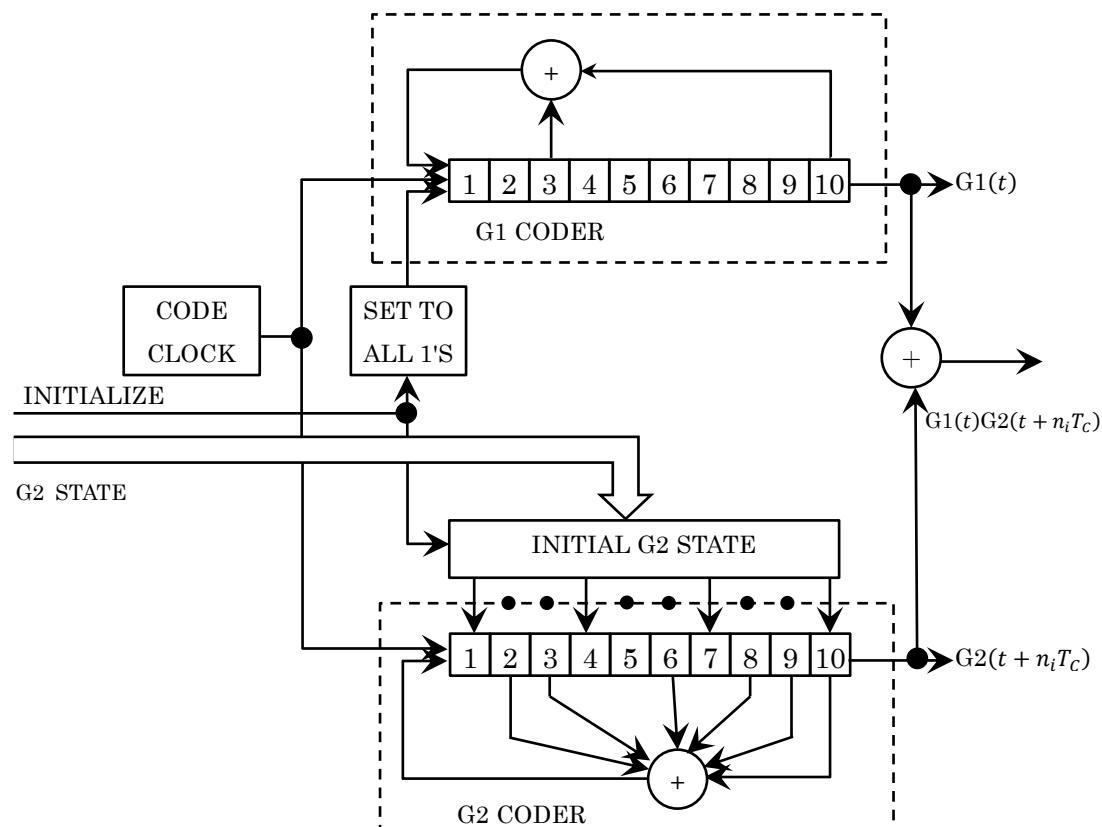 +
1 2 3 4 5 6 7 8 9 10
G1(t)
G1 CODER
CODE
CLOCK
SET TO
ALL 1'S
+
INITIALIZE
G1(t)G2(t + n_iT_C)
G2 STATE
INITIAL G2 STATE
1 2 3 4 5 6 7 8 9 10
G2(t + n_iT_C)
+
G2 CODER